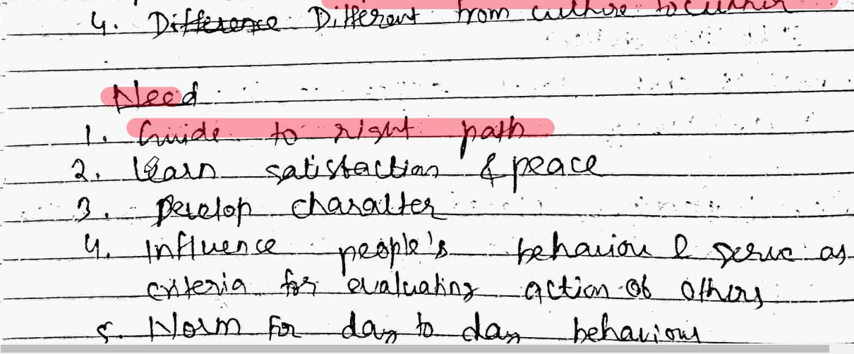 4. Difference Different from culture to culture
Need
1. Guide to right path
2. Learn satisfaction & peace
3. Develop character
4. Influence people's behaviour & serve as
criteria for evaluating action of others
5. Norm for day to day behaviour